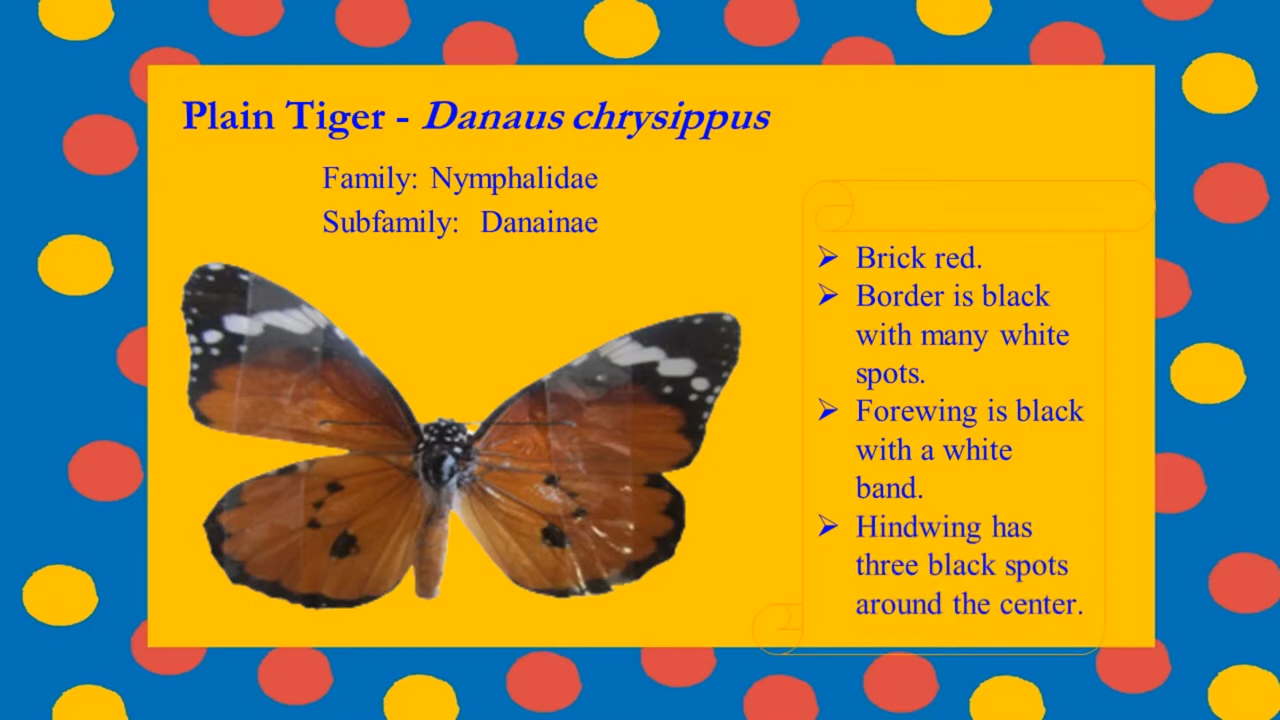 Plain Tiger - Danaus chrysippus
Family: Nymphalidae
Subfamily: Danainae
➢ Brick red.
➢ Border is black
with many white
spots.
➢ Forewing is black
with a white
band.
➢ Hindwing has
three black spots
around the center.